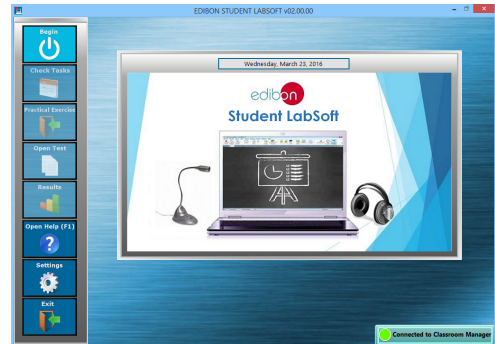 EDIBON STUDENT LABSOFT v02.00.00
Begin
Check Tasks
Practical Exercise
Open Test
Results
Open Help (F1)
Settings
Exit
Wednesday, March 23, 2016
edibon
Student LabSoft
Connected to Classroom Manager